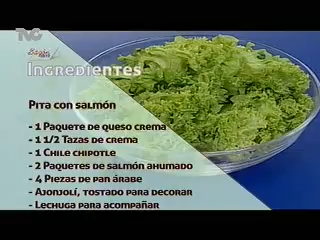 TVC
Ingredientes
Pita con salmón
- 1 Paquete de queso crema
- 1 1/2 Tazas de crema
- 1 Chile chipotle
- 2 Paquetes de salmón ahumado
- 4 Piezas de pan árabe
- Ajonjolí, tostado para decorar
- Lechuga para acompañar